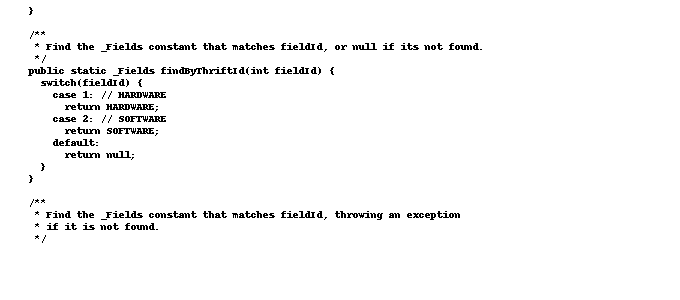 }
/**
* Find the _Fields constant that matches fieldId, or null if its not found.
*/
public static _Fields findByThriftId(int fieldId) {
switch(fieldId) {
case 1: // HARDWARE
return HARDWARE;
case 2: // SOFTWARE
return SOFTWARE;
default:
return null;
}
}
/**
* Find the _Fields constant that matches fieldId, throwing an exception
* if it is not found.
*/